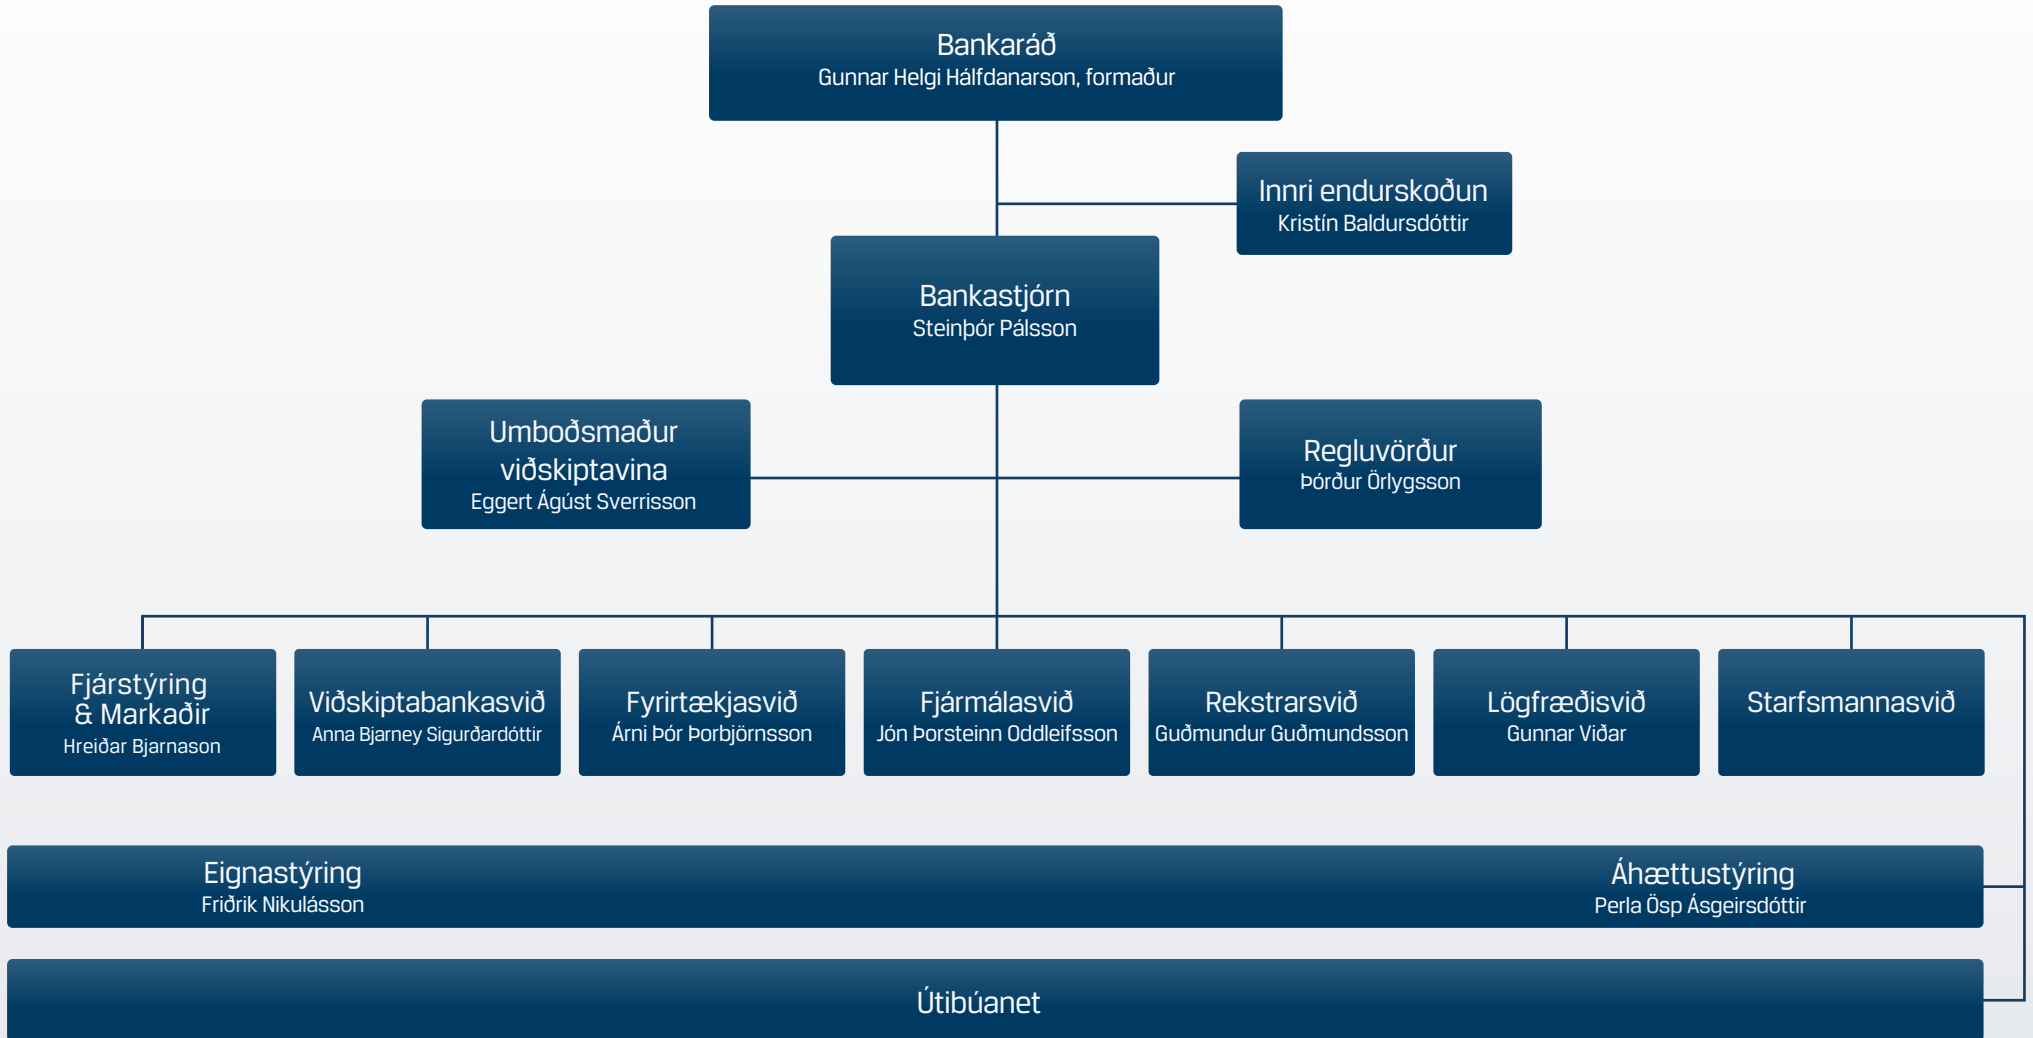 Bankaráð
Gunnar Helgi Hálfdanarson, formaður
Innri endurskoðun
Kristín Baldursdóttir
Bankastjórn
Steinþór Pálsson
Umboðsmaður
viðskiptavina
Eggert Ágúst Sverrisson
Regluvörður
Þórður Örlygsson
Fjárstýring
& Markaðir
Hreiðar Bjarnason
Viðskiptabankasvið
Anna Bjarney Sigurðardóttir
Fyrirtækjasvið
Árni Þór Þorbjörnsson
Fjármálasvið
Jón Þorsteinn Oddleifsson
Rekstrarsvið
Guðmundur Guðmundsson
Lögfræðisvið
Gunnar Viðar
Starfsmannasvið
Eignastýring
Friðrik Nikulásson
Áhættustýring
Perla Ösp Ásgeirsdóttir
Útibúanet